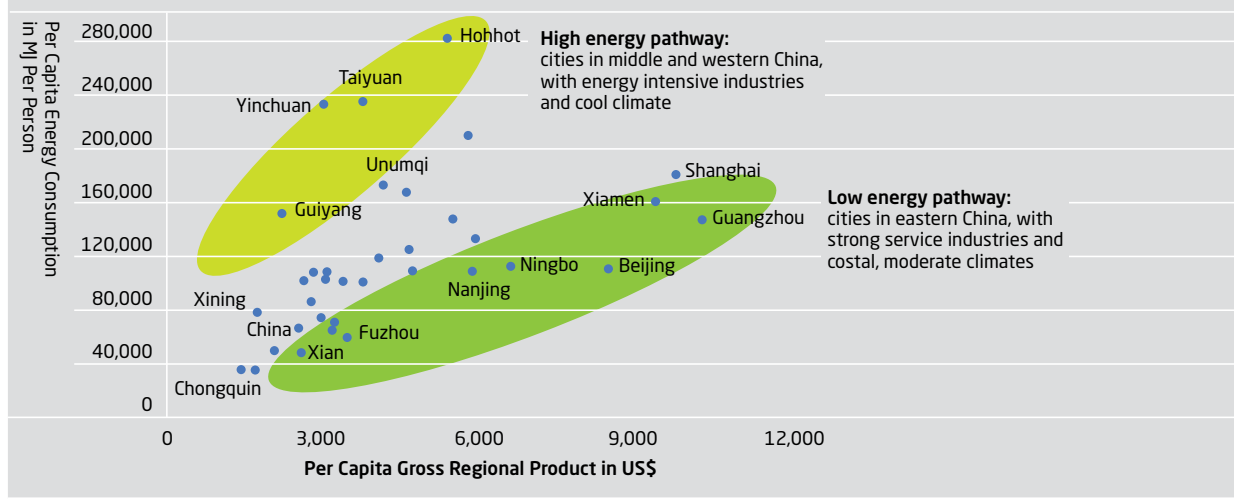 Per Capita Energy Consumption
in MJ Per Person
280,000
240,000
200,000
160,000
120,000
80,000
40,000
0
Hohhot
Taiyuan
Yinchuan
Unumqi
Guiyang
Shanghai
Xiamen
Guangzhou
Ningbo
Beijing
Nanjing
Xining
China
Fuzhou
Xian
Chongquin
High energy pathway:
cities in middle and western China,
with energy intensive industries
and cool climate
Low energy pathway:
cities in eastern China, with
strong service industries and
costal, moderate climates
0
3,000
6,000
9,000
12,000
Per Capita Gross Regional Product in US$